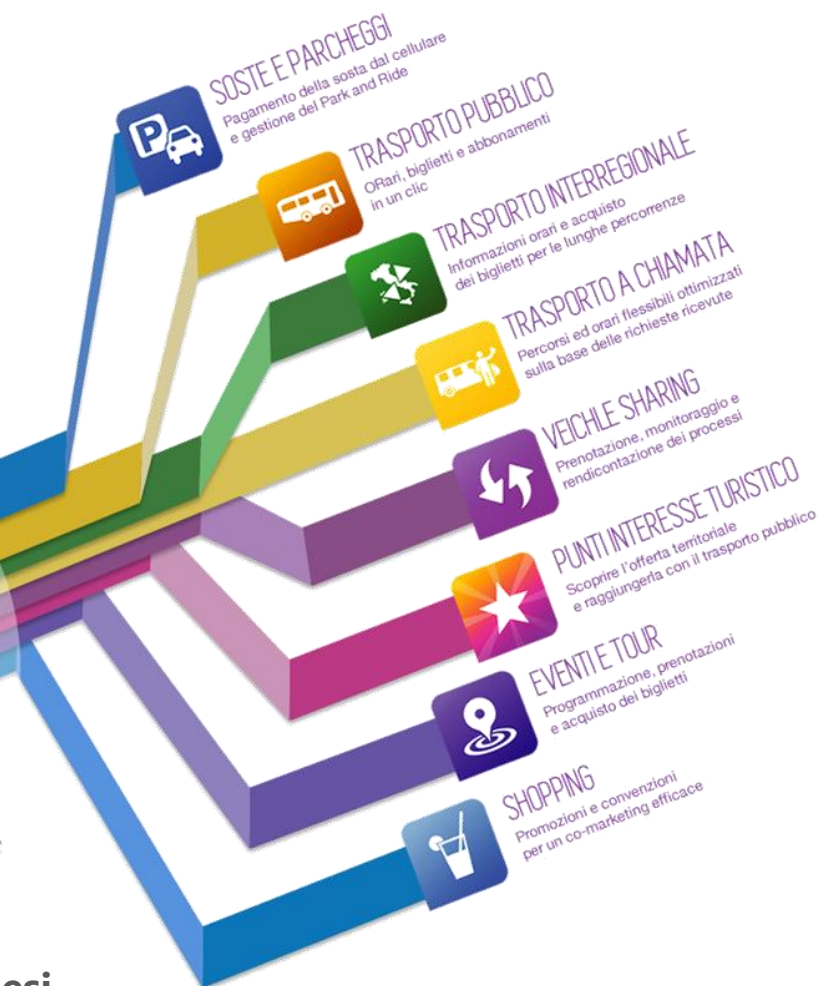 SOSTE E PARCHEGGI
Pagamento della sosta dal cellulare
e gestione del Park and Ride
TRASPORTO PUBBLICO
ORari, biglietti e abbonamenti
in un clic
TRASPORTO INTERREGIONALE
Informazioni orari e acquisto
dei biglietti per le lunghe percorrenze
TRASPORTO A CHIAMATA
Percorsi ed orari flessibili ottimizzati
sulla base delle richieste ricevute
VEICHLE SHARING
Prenotazione, monitoraggio e
rendicontazione dei processi
PUNTI INTERESSE TURISTICO
Scoprire l'offerta territoriale
e raggiungerla con il trasporto pubblico
EVENTI E TOUR
Programmazione, prenotazioni
e acquisto dei biglietti
SHOPPING
Promozioni e convenzioni
per un co-marketing efficace
P